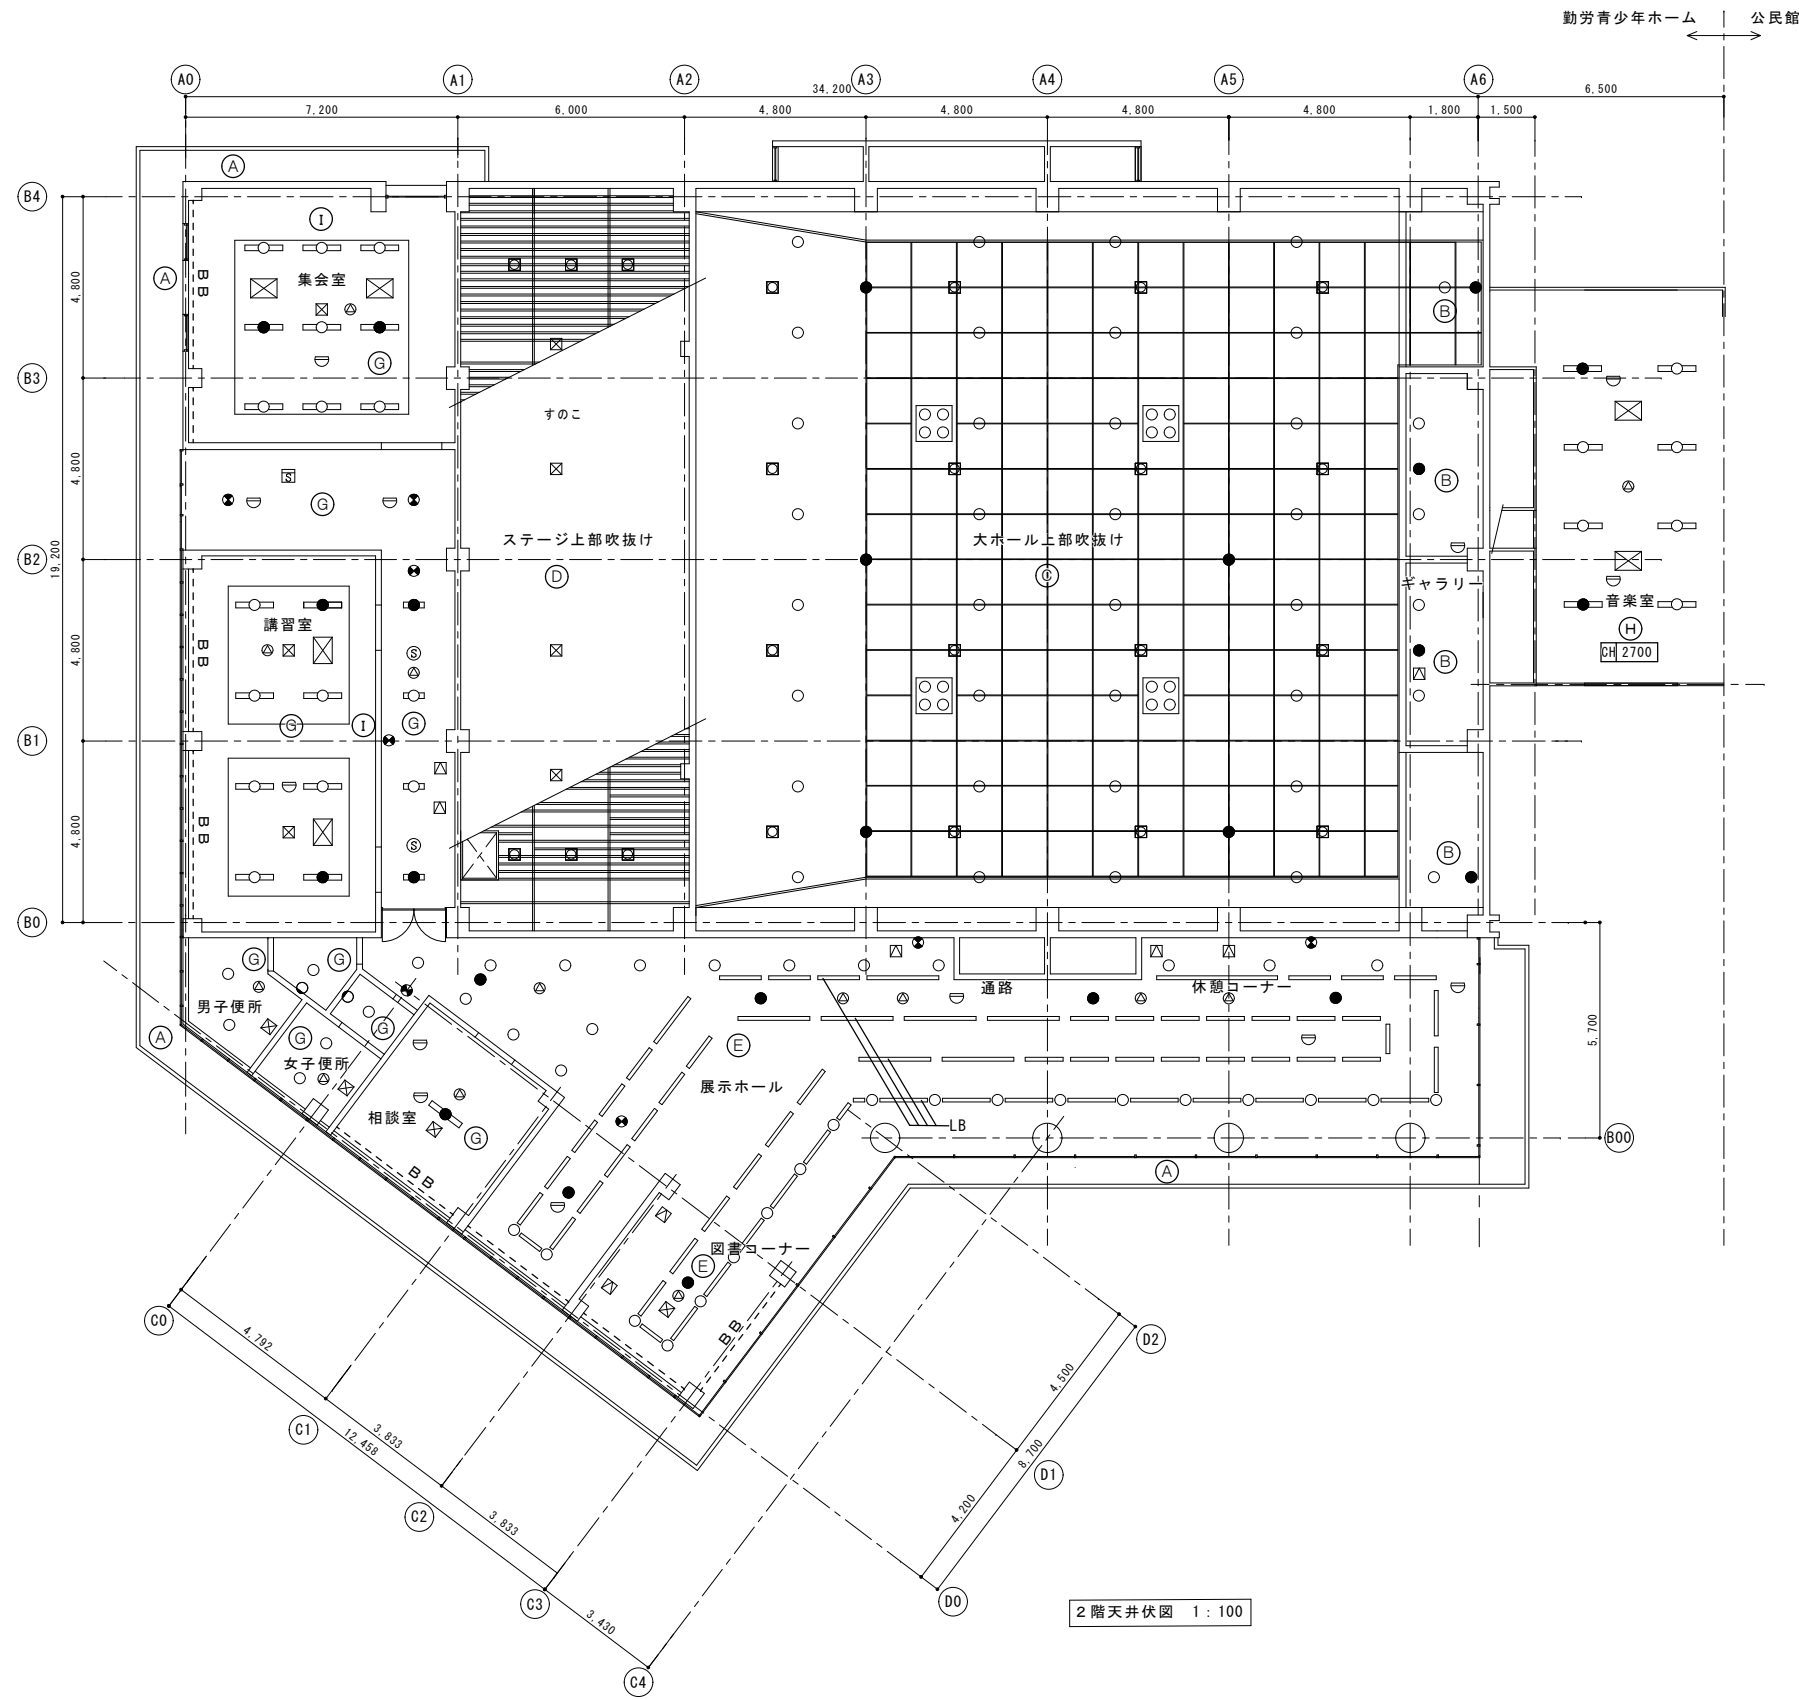 勤労青少年ホーム 公民館
A0 A1 A2 A3 A4 A5 A6
34,200 6,500
7,200 6,000 4,800 4,800 4,800 4,800 1,800 1,500
A
B4
I
A
BB
集会室
4,800
B
G
B3
すのこ
4,800
S
G
B
ステージ上部吹抜け
大ホール上部吹抜け
B2
19,200
D
C
ギャラリー
音楽室
講習室
H
CH 2700
BB
4,800
S
B
G
I
G
B1
BB
4,800
S
B
B0
G
G
通路
休憩コーナー
男子便所
G
A
G
女子便所
E
5,700
展示ホール
相談室
G
LB
B00
BB
A
図書コーナー
E
BB
C0
D2
4,792
4,500
C1
3,833
12,458
8,700
D1
C2
3,833
4,200
C3
D0
3,430
2階天井伏図 1：100
C4